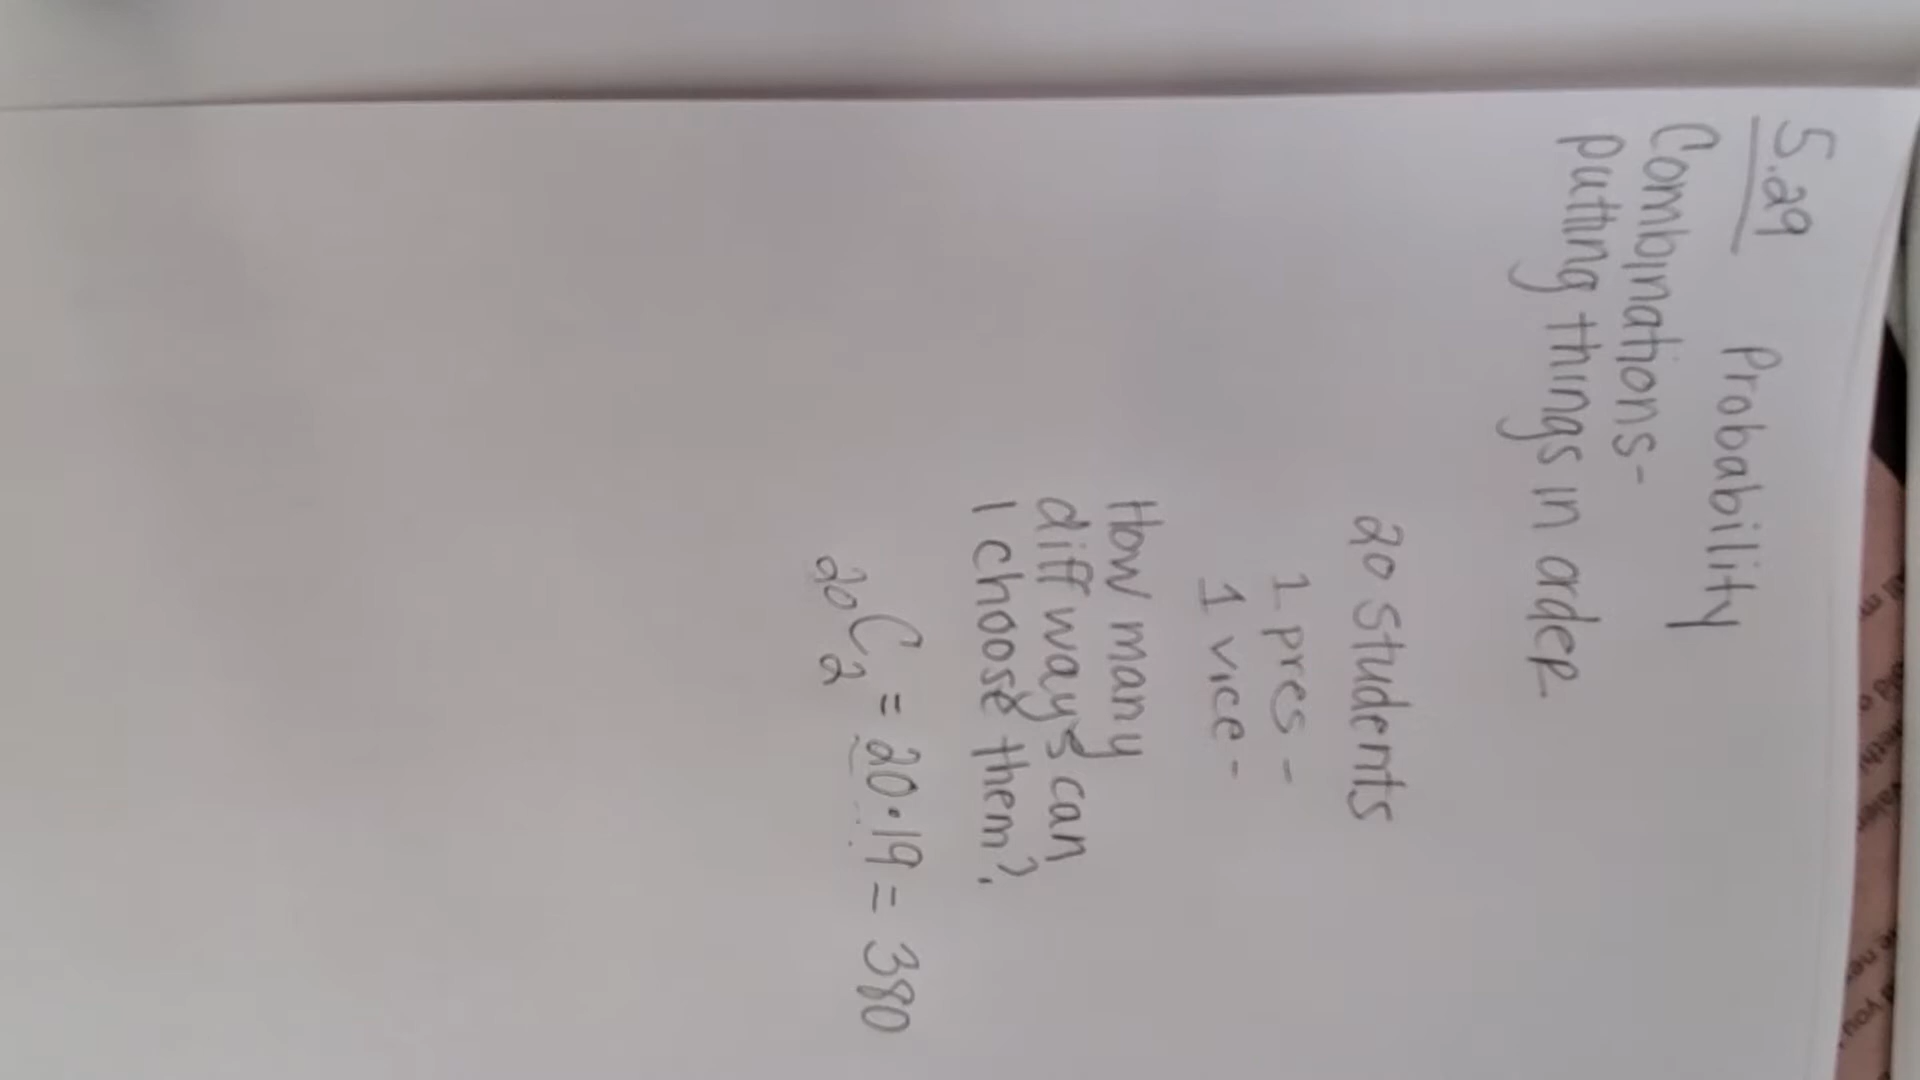 5.29 Probability
Combinations-
putting things in order
20 students
1 pres -
1 vice -
How many
diff ways can
I choose them?
20C2 = 20·19 = 380